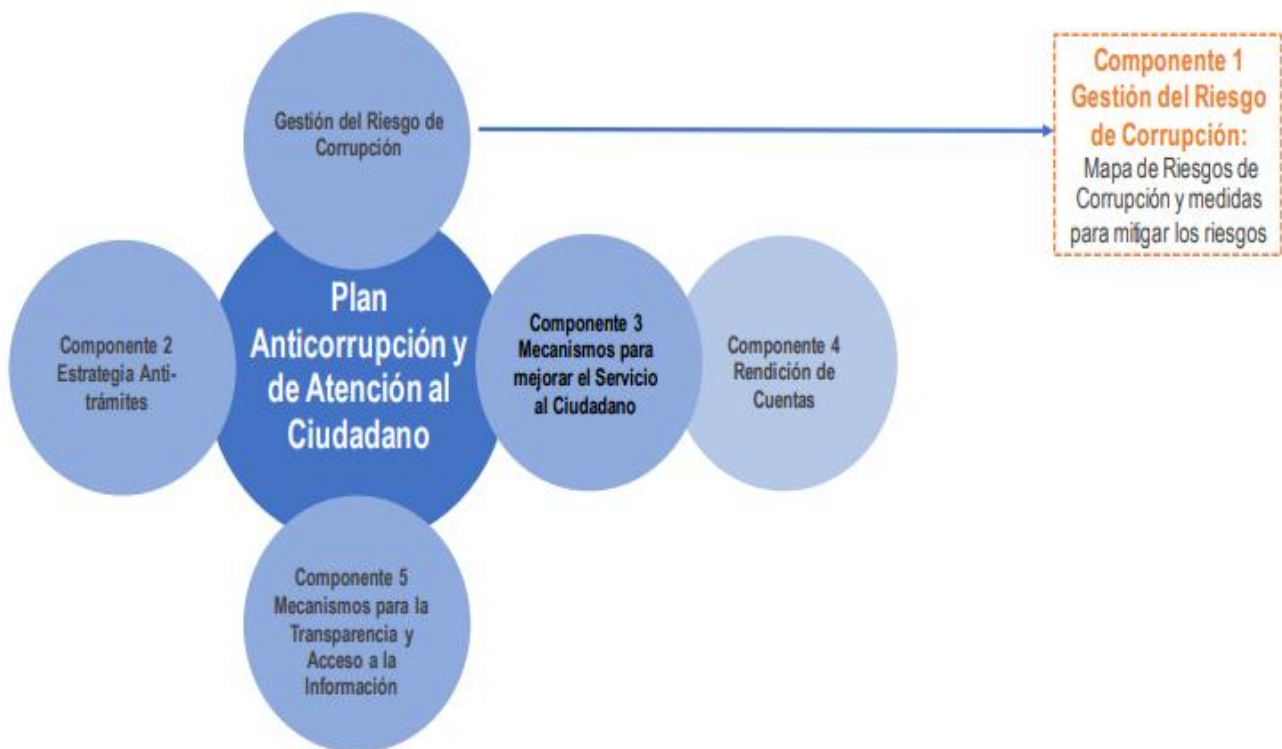 Gestión del Riesgo de
Corrupción
Componente 1
Gestión del Riesgo
de Corrupción:
Mapa de Riesgos de
Corrupción y medidas
para mitigar los riesgos
Plan
Anticorrupción y
de Atención al
Ciudadano
Componente 2
Estrategia Anti-
trámites
Componente 3
Mecanismos para
mejorar el Servicio
al Ciudadano
Componente 4
Rendición de
Cuentas
Componente 5
Mecanismos para la
Transparencia y
Acceso a la
Información